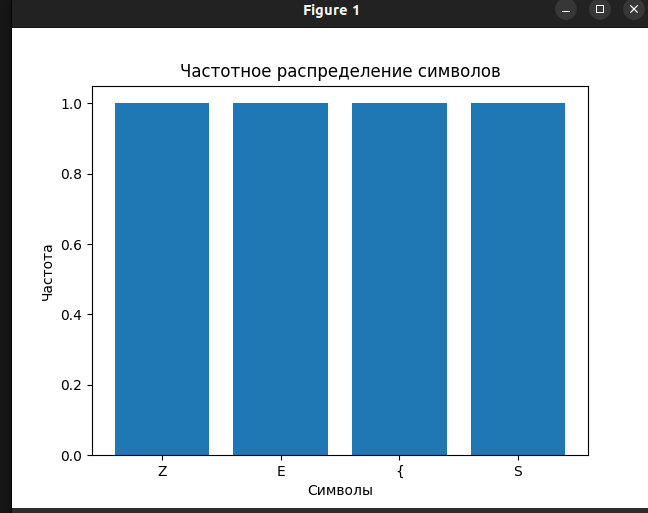 Figure 1
Частотное распределение символов
Частота
1.0
0.8
0.6
0.4
0.2
0.0
Z E { S
Символы